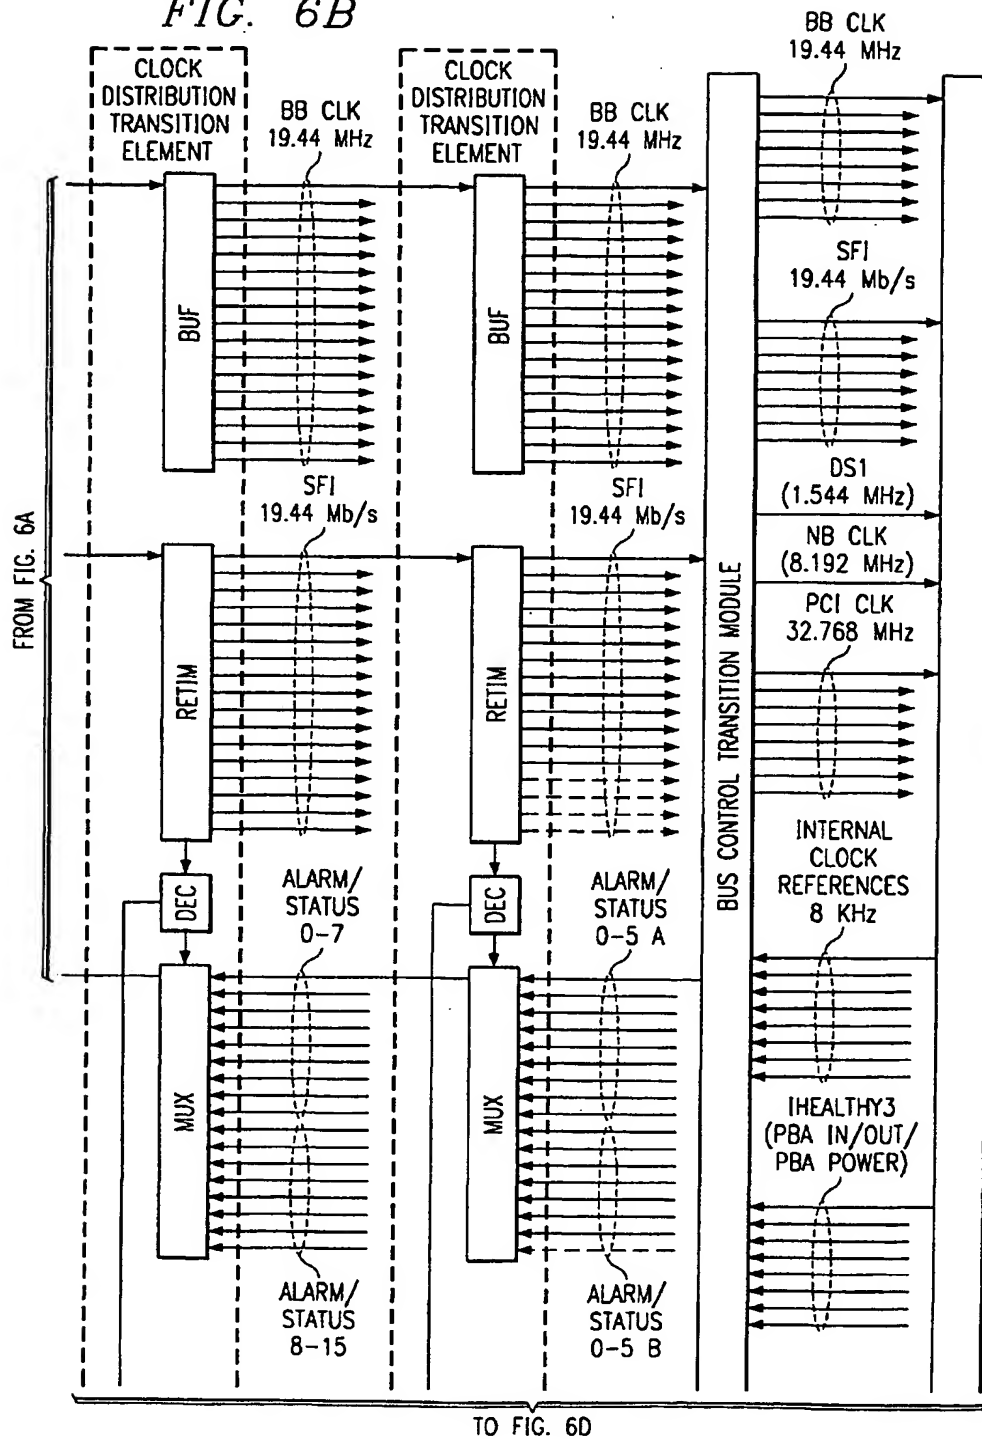 FIG. 6B
CLOCK
DISTRIBUTION
TRANSITION
ELEMENT
BB CLK
19.44 MHz
CLOCK
DISTRIBUTION
TRANSITION
ELEMENT
BB CLK
19.44 MHz
BB CLK
19.44 MHz
BUF
BUF
SFI
19.44 Mb/s
SFI
19.44 Mb/s
SFI
19.44 Mb/s
DS1
(1.544 MHz)
NB CLK
(8.192 MHz)
PCI CLK
32.768 MHz
FROM FIG. 6A
RETIM
RETIM
BUS CONTROL TRANSITION MODULE
DEC
ALARM/
STATUS
0-7
DEC
ALARM/
STATUS
0-5 A
INTERNAL
CLOCK
REFERENCES
8 KHz
MUX
MUX
IHEALTHY3
(PBA IN/OUT/
PBA POWER)
ALARM/
STATUS
8-15
ALARM/
STATUS
0-5 B
TO FIG. 6D